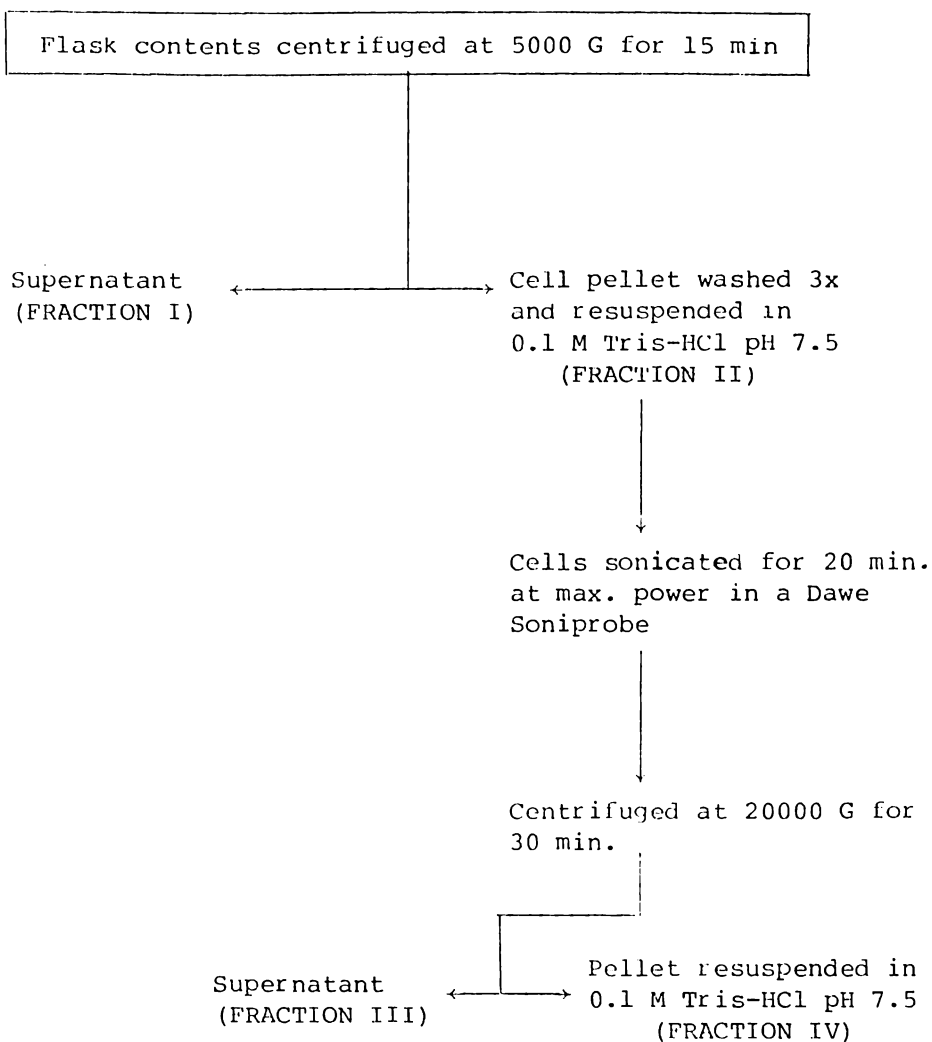 Flask contents centrifuged at 5000 G for 15 min
Supernatant
(FRACTION I)
Cell pellet washed 3x
and resuspended in
0.1 M Tris-HCl pH 7.5
(FRACTION II)
Cells sonicated for 20 min.
at max. power in a Dawe
Soniprobe
Centrifuged at 20000 G for
30 min.
Supernatant
(FRACTION III)
Pellet resuspended in
0.1 M Tris-HCl pH 7.5
(FRACTION IV)